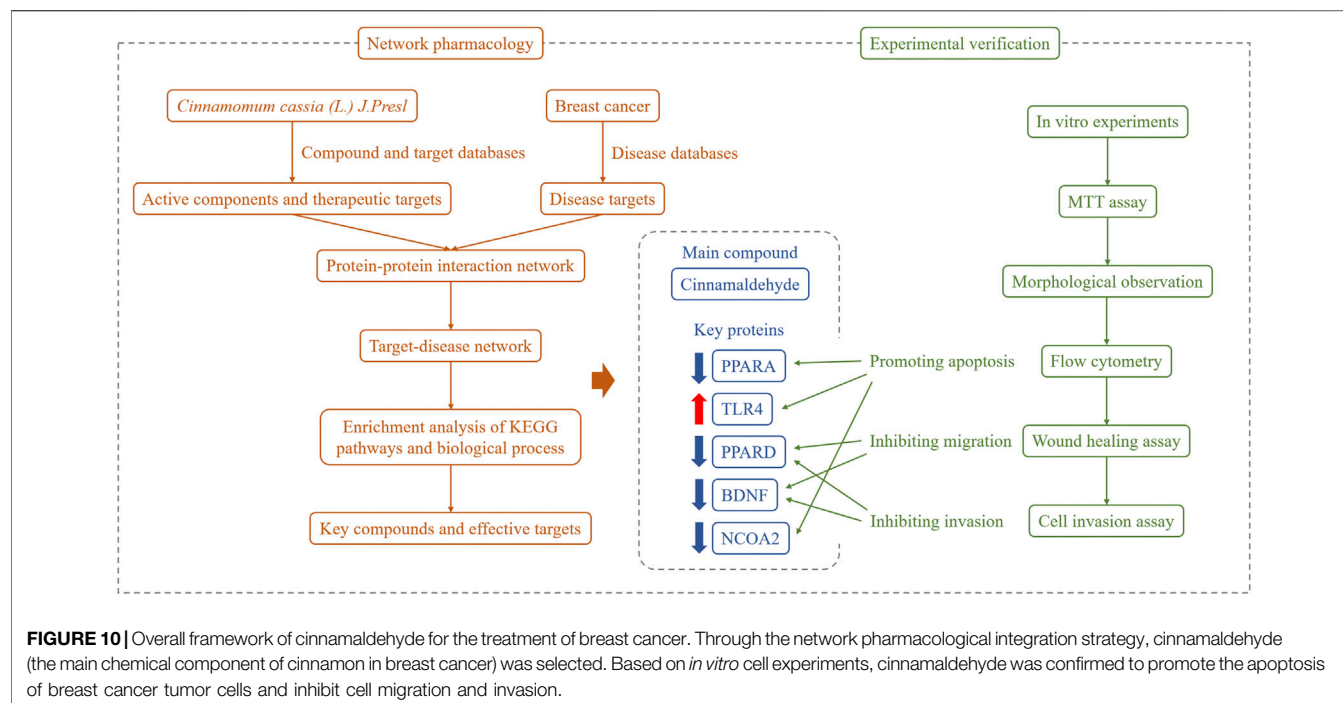 Network pharmacology
Experimental verification
Cinnamomum cassia (L.) J.Presl
Breast cancer
Compound and target databases
Disease databases
Active components and therapeutic targets
Disease targets
Protein-protein interaction network
Target-disease network
Enrichment analysis of KEGG
pathways and biological process
Key compounds and effective targets
Main compound
Cinnamaldehyde
Key proteins
PPARA
TLR4
PPARD
BDNF
NCOA2
Promoting apoptosis
Inhibiting migration
Inhibiting invasion
In vitro experiments
MTT assay
Morphological observation
Flow cytometry
Wound healing assay
Cell invasion assay
FIGURE 10 | Overall framework of cinnamaldehyde for the treatment of breast cancer. Through the network pharmacological integration strategy, cinnamaldehyde
(the main chemical component of cinnamon in breast cancer) was selected. Based on in vitro cell experiments, cinnamaldehyde was confirmed to promote the apoptosis
of breast cancer tumor cells and inhibit cell migration and invasion.